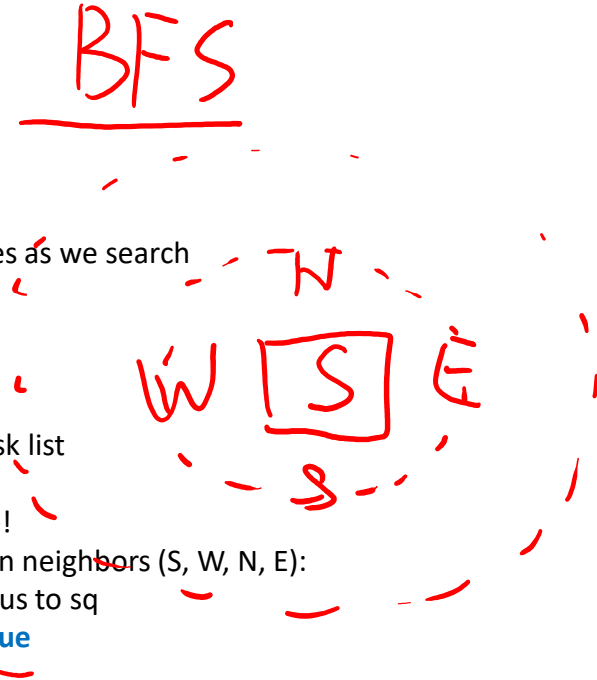 BFS
es as we search
N
W S E
sk list
S
!
n neighbors (S, W, N, E):
us to sq
ue